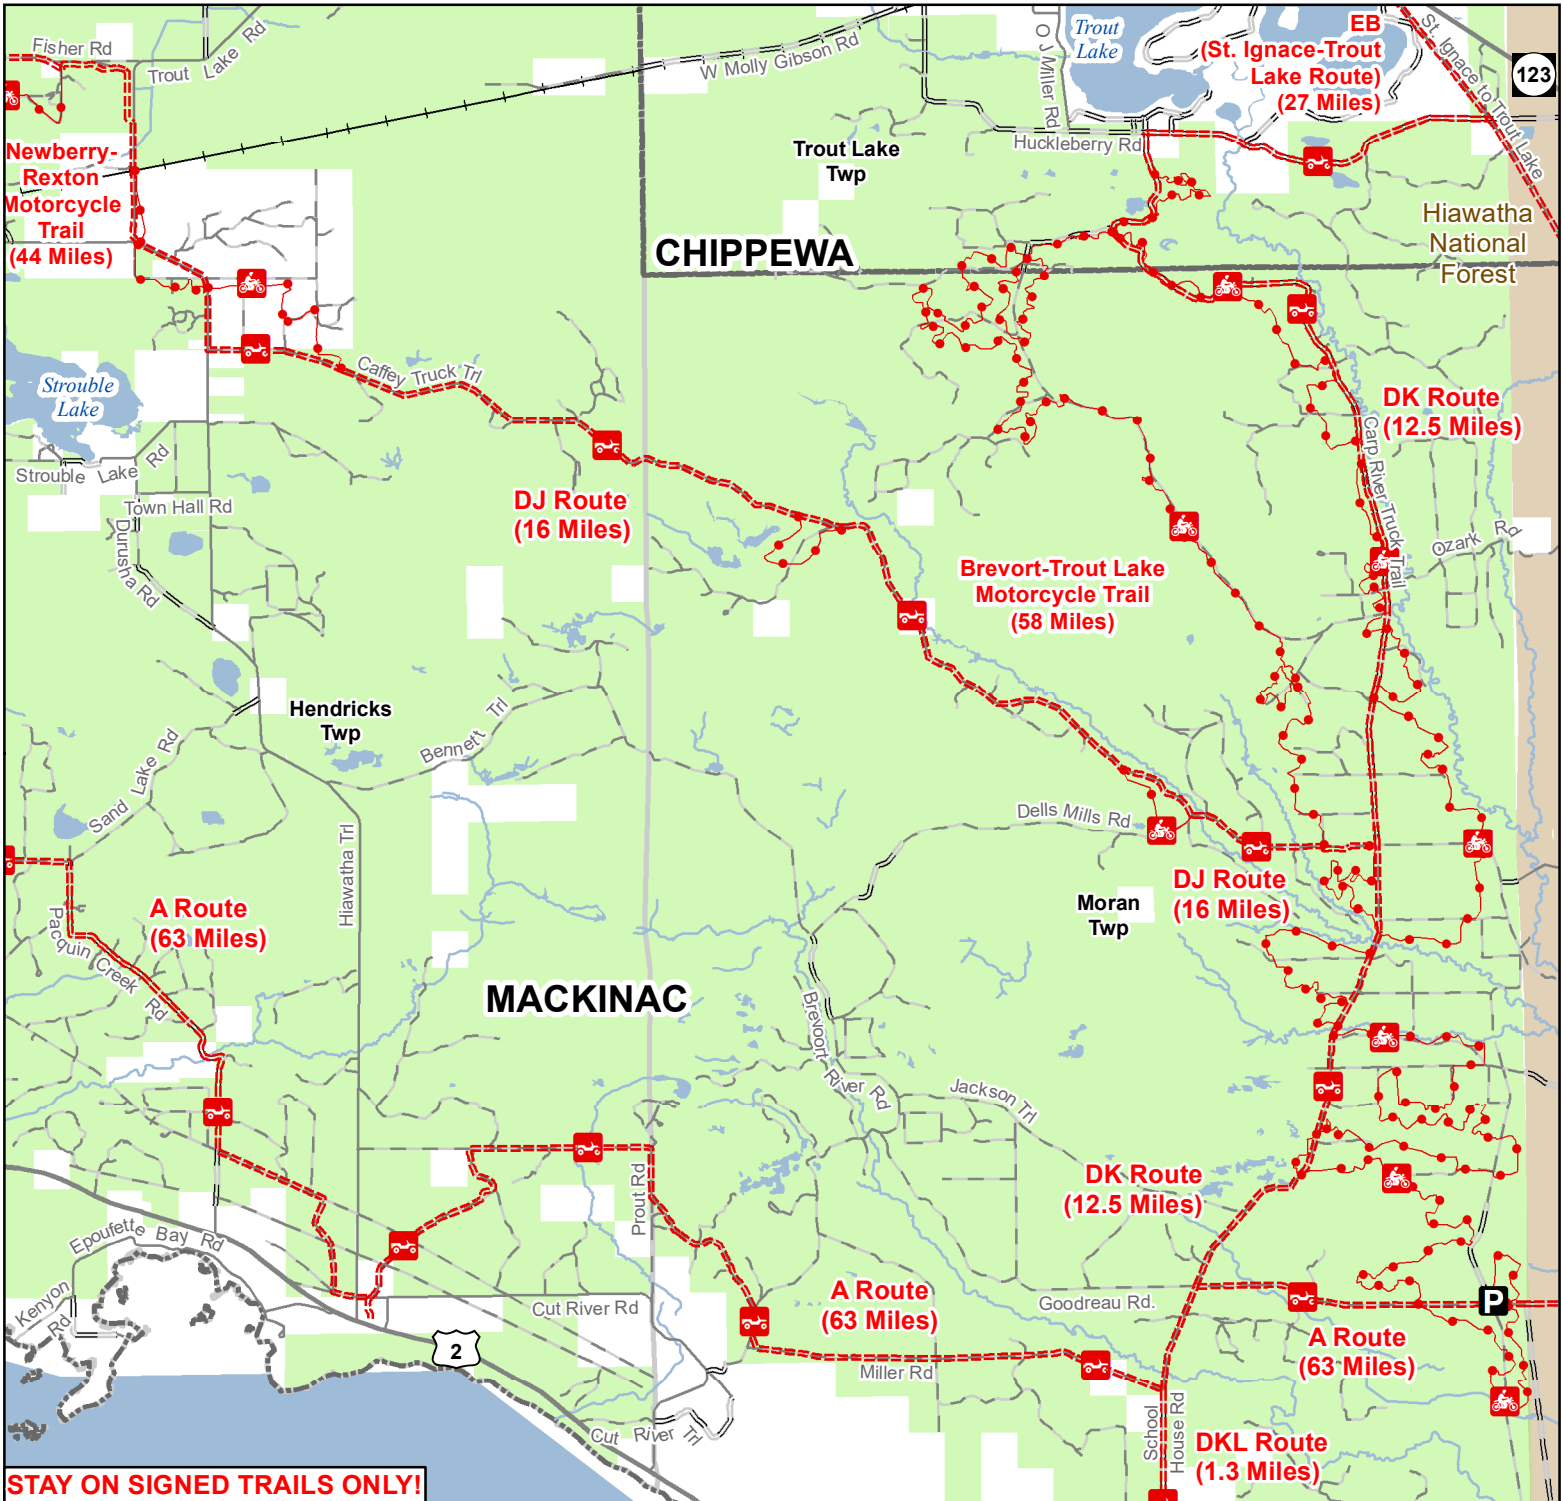 Fisher Rd
Trout Lake Rd
W Molly Gibson Rd
O J Miller Rd
Trout
Lake
EB
(St. Ignace-Trout
Lake Route)
(27 Miles)
St. Ignace to Trout Lake
123
Newberry-
Rexton
Motorcycle
Trail
(44 Miles)
Trout Lake
Twp
Huckleberry Rd
Hiawatha
National
Forest
CHIPPEWA
Strouble
Lake
Caffey Truck Trl
DK Route
(12.5 Miles)
Carp River Truck Trail
Strouble Lake Rd
Town Hall Rd
Durusha Rd
DJ Route
(16 Miles)
Ozark Rd
Brevort-Trout Lake
Motorcycle Trail
(58 Miles)
Hendricks
Twp
Bennett Trl
Sand Lake Rd
Hiawatha Trl
Dells Mills Rd
DJ Route
(16 Miles)
Moran
Twp
A Route
(63 Miles)
Pacquin Creek Rd
MACKINAC
Brevoort River Rd
Jackson Trl
DK Route
(12.5 Miles)
Prout Rd
Epoufette Bay Rd
Kenyon
Rd
Cut River Rd
2
A Route
(63 Miles)
Goodreau Rd.
P
A Route
(63 Miles)
Miller Rd
School
House Rd
Cut River Trl
DKL Route
(1.3 Miles)
STAY ON SIGNED TRAILS ONLY!